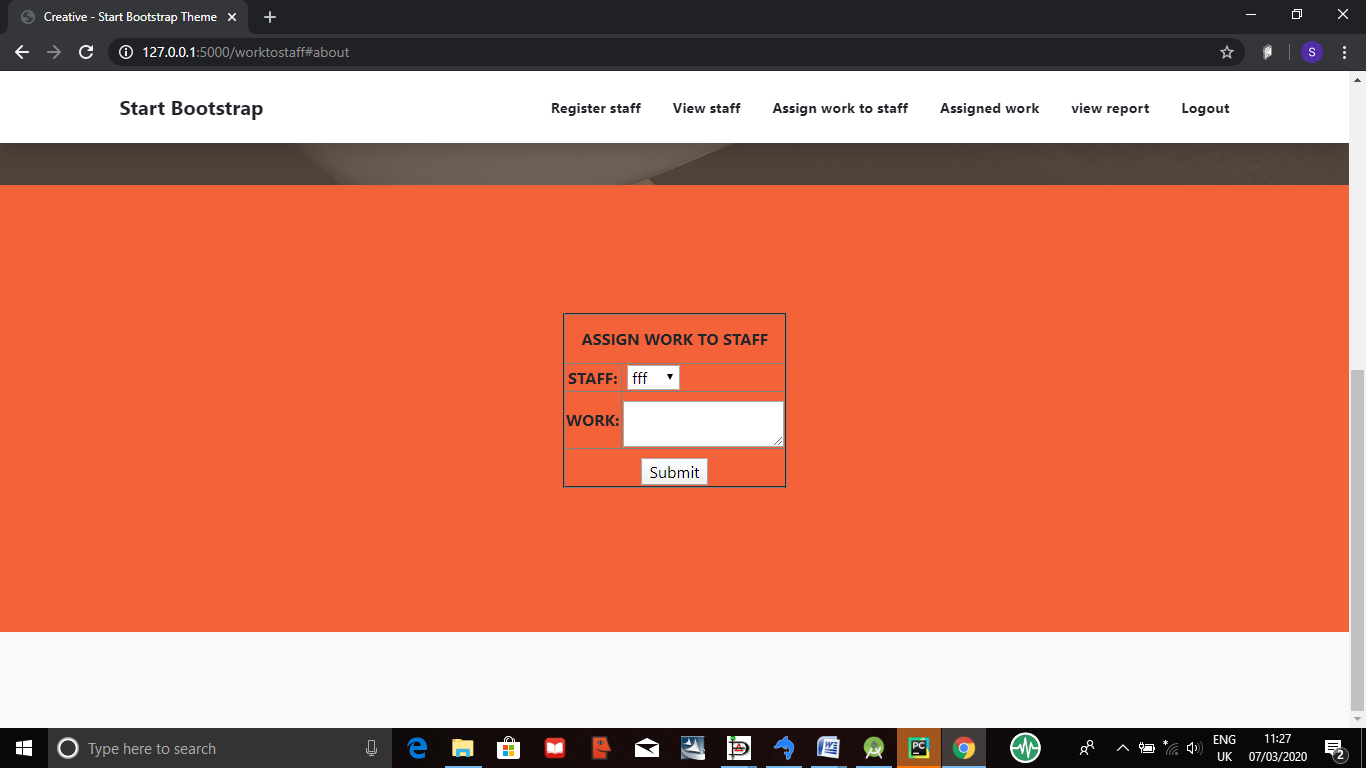 Creative - Start Bootstrap Theme
127.0.0.1:5000/worktostaff#about
S
Start Bootstrap
Register staff
View staff
Assign work to staff
Assigned work
view report
Logout
ASSIGN WORK TO STAFF
STAFF: fff
WORK:
Submit
Type here to search
PC
ENG
UK
11:27
07/03/2020
2